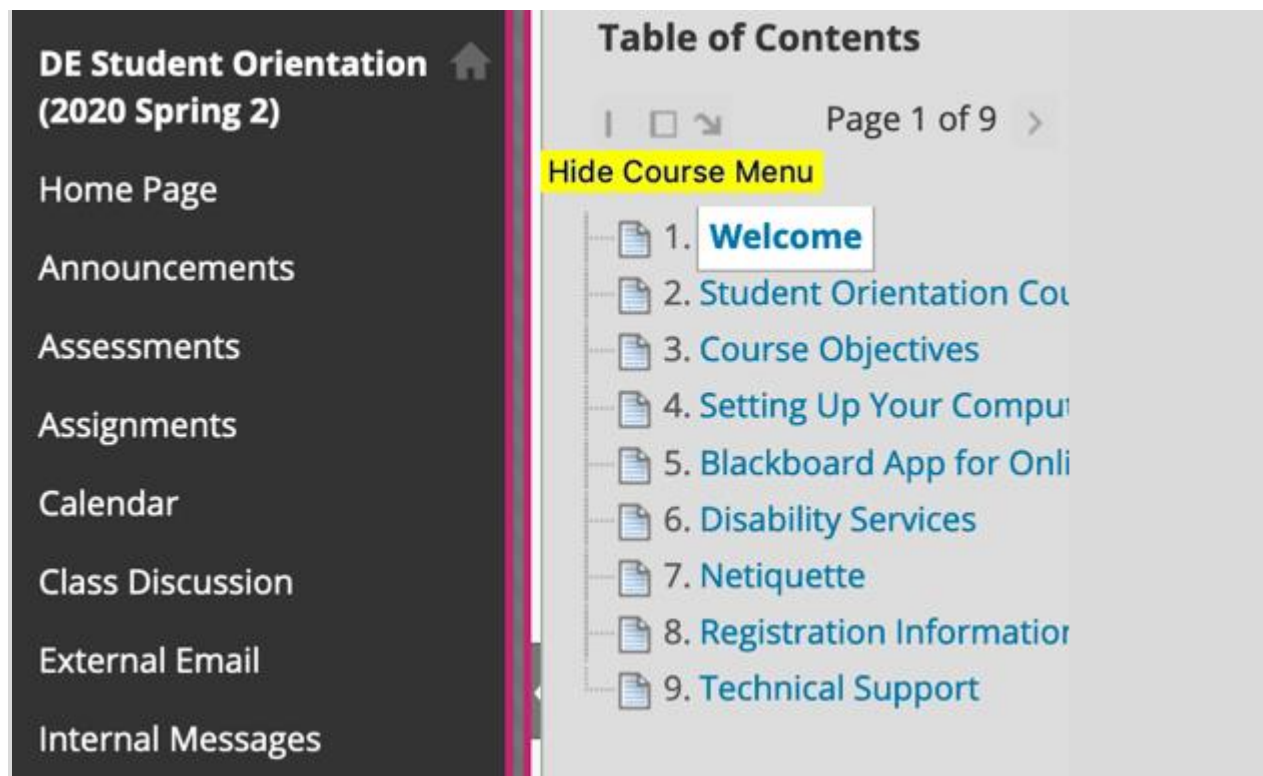 DE Student Orientation
(2020 Spring 2)
Home Page
Announcements
Assessments
Assignments
Calendar
Class Discussion
External Email
Internal Messages
Table of Contents
Page 1 of 9
Hide Course Menu
1. Welcome
2. Student Orientation Cou
3. Course Objectives
4. Setting Up Your Comput
5. Blackboard App for Onli
6. Disability Services
7. Netiquette
8. Registration Information
9. Technical Support